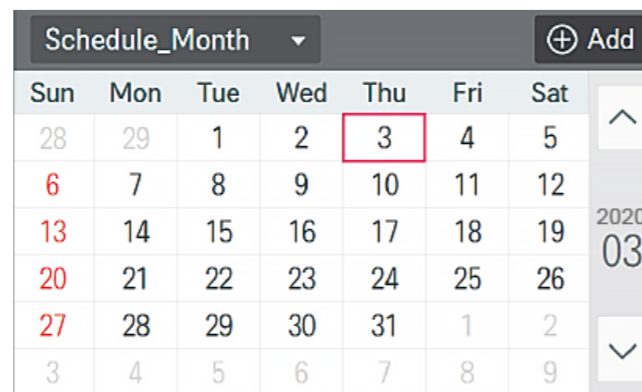 Schedule_Month Add
Sun Mon Tue Wed Thu Fri Sat
28 29 1 2 3 4 5
6 7 8 9 10 11 12
13 14 15 16 17 18 19
2020
03
20 21 22 23 24 25 26
27 28 29 30 31 1 2
3 4 5 6 7 8 9